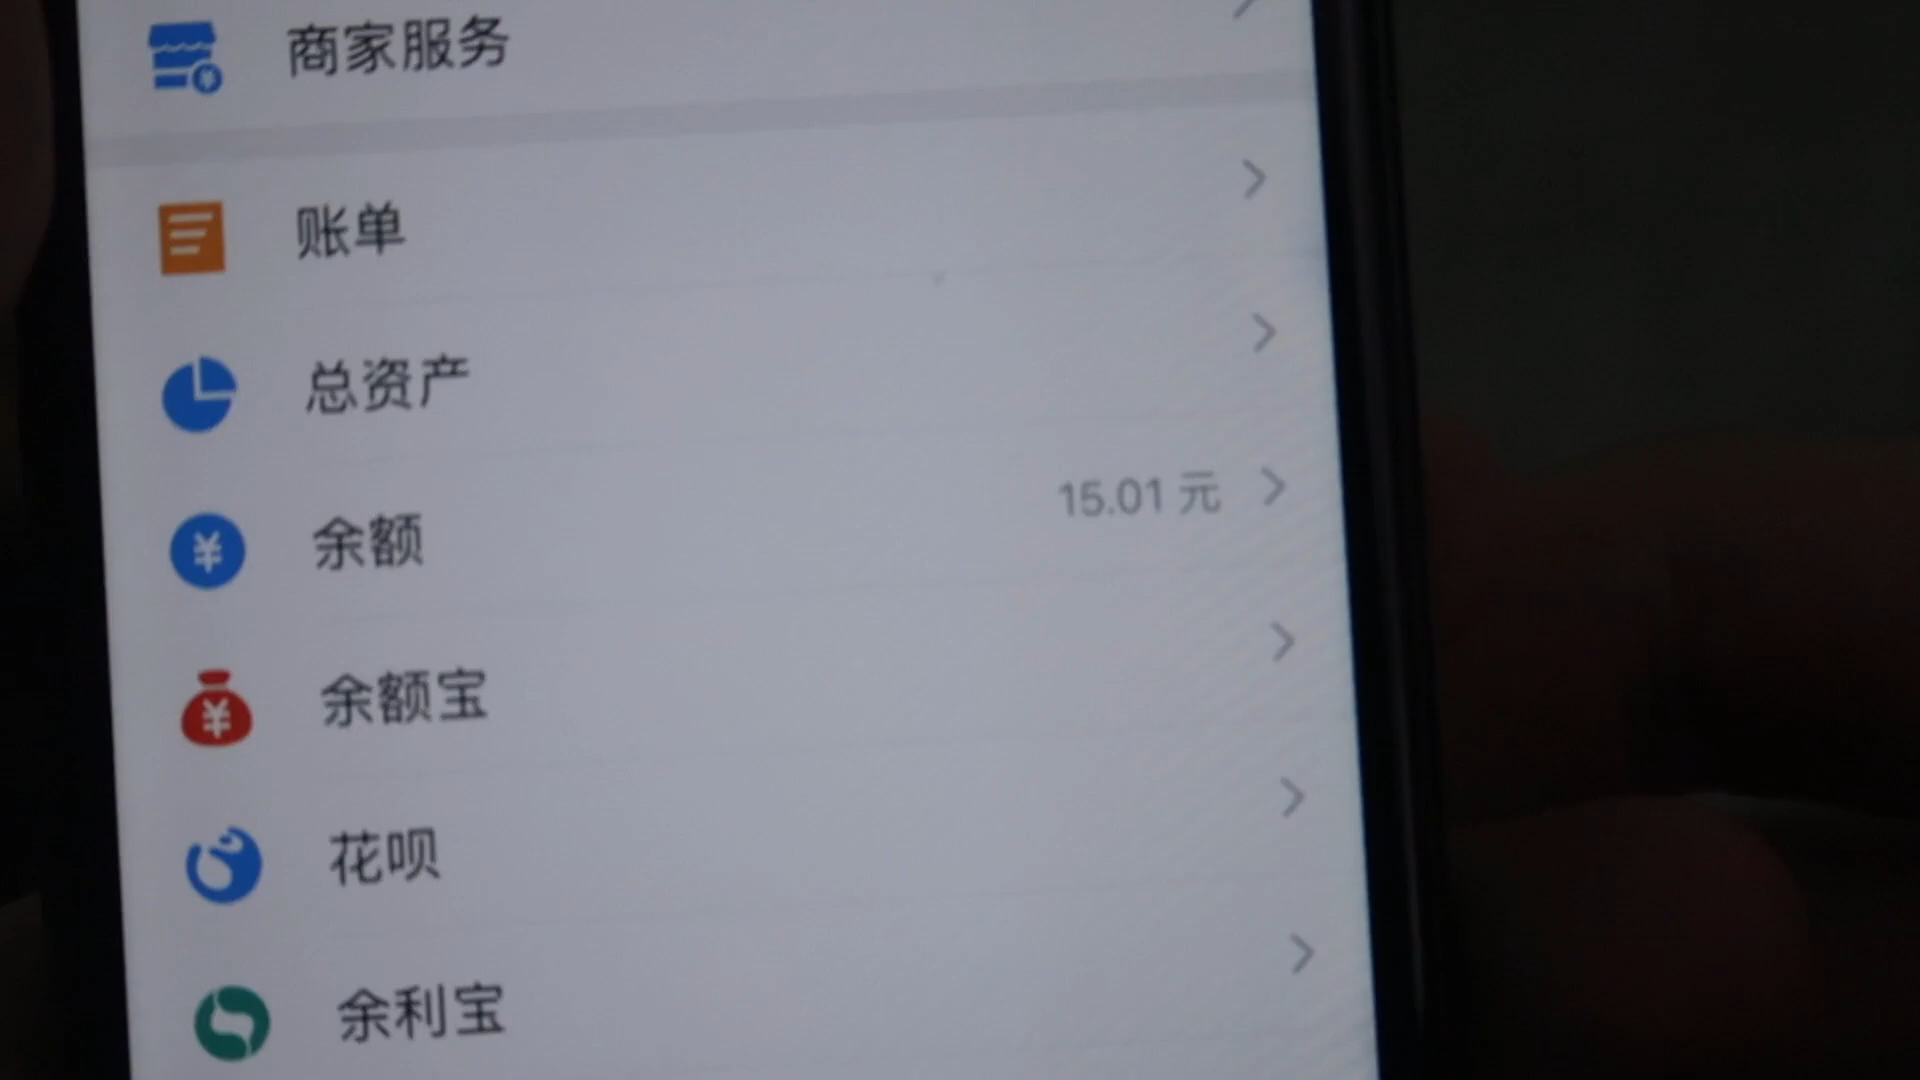 商家服务
账单
总资产
余额 15.01 元
余额宝
花呗
余利宝